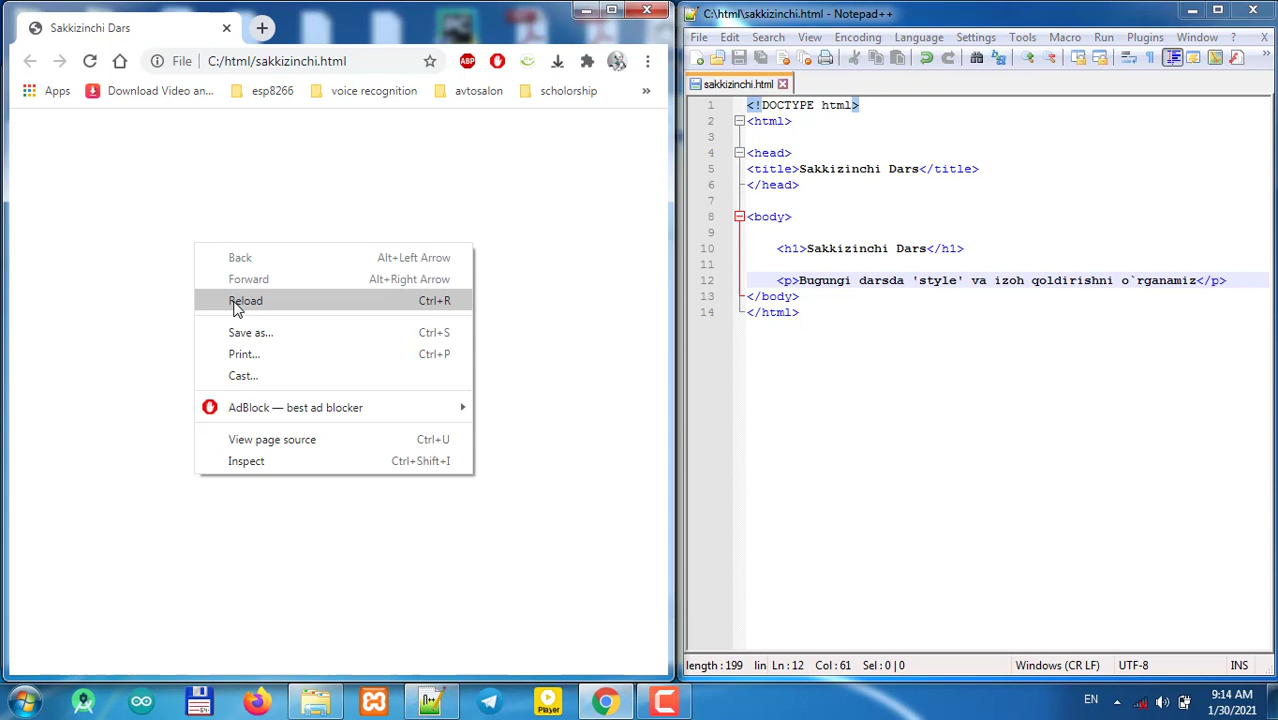 Sakkizinchi Dars
File
C:/html/sakkizinchi.html
ABP
Apps
Download Video an...
esp8266
voice recognition
avtosalon
scholorship
»
Back Alt+Left Arrow
Forward Alt+Right Arrow
Reload Ctrl+R
Save as... Ctrl+S
Print... Ctrl+P
Cast...
AdBlock — best ad blocker
View page source Ctrl+U
Inspect Ctrl+Shift+I
C:\html\sakkizinchi.html - Notepad++
File Edit Search View Encoding Language Settings Tools Macro Run Plugins Window ? X
sakkizinchi.html
1 <!DOCTYPE html>
2 <html>
3
4 <head>
5 <title>Sakkizinchi Dars</title>
6 </head>
7
8 <body>
9
10 <h1>Sakkizinchi Dars</h1>
11
12 <p>Bugungi darsda 'style' va izoh qoldirishni o`rganamiz</p>
13 </body>
14 </html>
length : 199 lin Ln : 12 Col : 61 Sel : 0 | 0 Windows (CR LF) UTF-8 INS
Player
EN
9:14 AM
1/30/2021